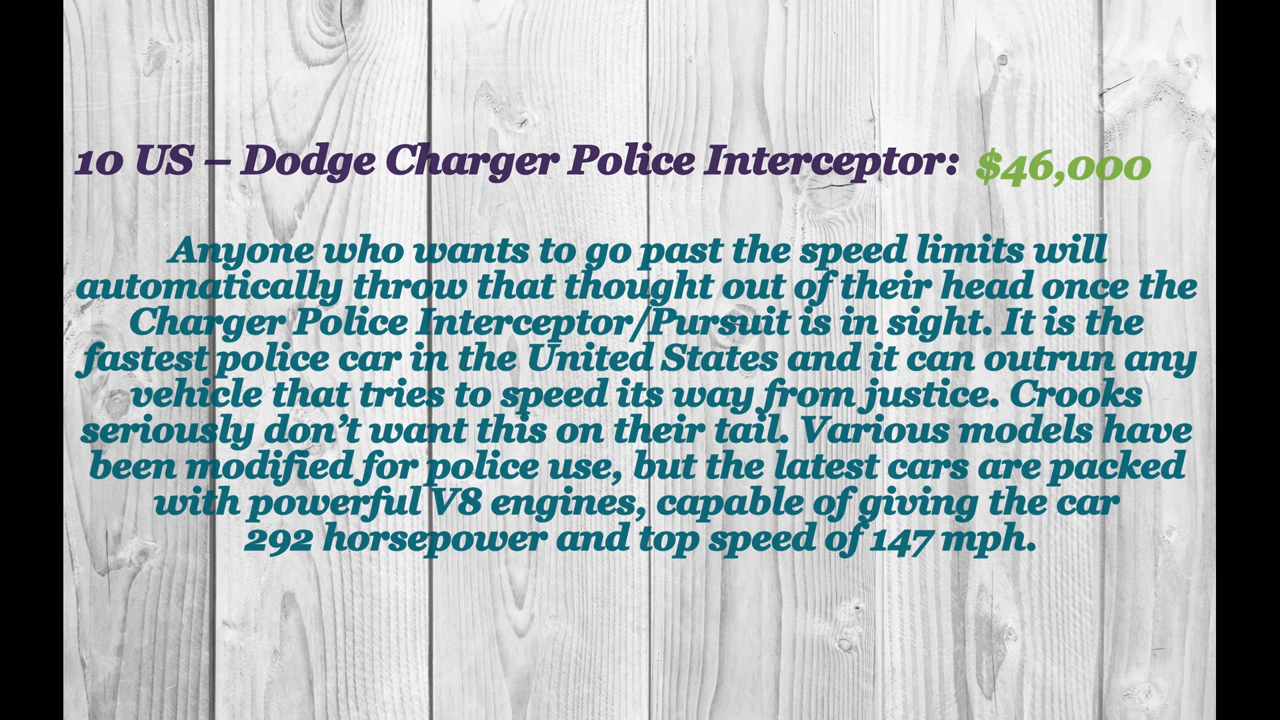 10 US – Dodge Charger Police Interceptor: $46,000
Anyone who wants to go past the speed limits will
automatically throw that thought out of their head once the
Charger Police Interceptor/Pursuit is in sight. It is the
fastest police car in the United States and it can outrun any
vehicle that tries to speed its way from justice. Crooks
seriously don’t want this on their tail. Various models have
been modified for police use, but the latest cars are packed
with powerful V8 engines, capable of giving the car
292 horsepower and top speed of 147 mph.